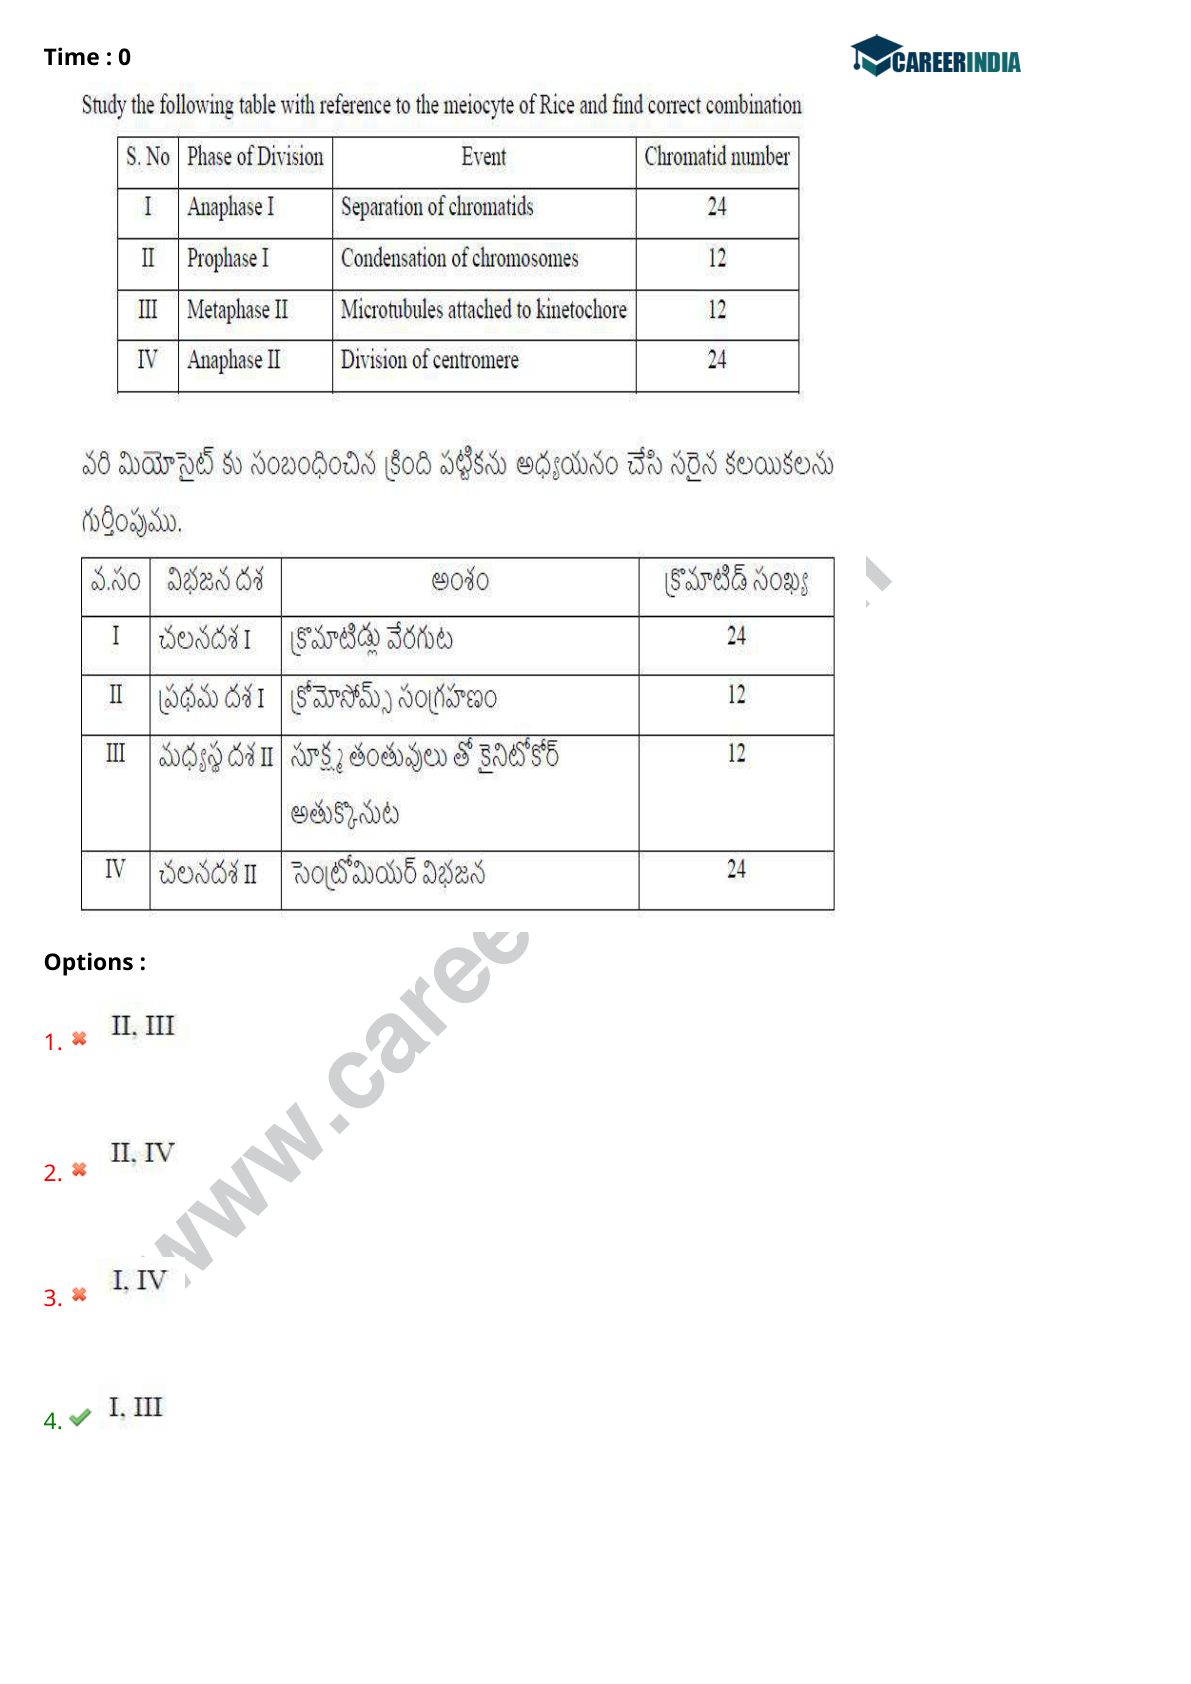 Time : 0
CAREERINDIA
Study the following table with reference to the meiocyte of Rice and find correct combination
S. No Phase of Division Event Chromatid number
I Anaphase I Separation of chromatids 24
II Prophase I Condensation of chromosomes 12
III Metaphase II Microtubules attached to kinetochore 12
IV Anaphase II Division of centromere 24
వరి మియోసైట్ కు సంబంధించిన క్రింది పట్టికను అధ్యయనం చేసి సరైన కలయికలను
గుర్తింపుము.
వ.సం విభజన దశ అంశం క్రొమాటిడ్ సంఖ్య
I చలనదశ I క్రొమాటిడ్లు వేరగుట 24
II ప్రథమ దశ I క్రోమోసోమ్స్ సంగ్రహణం 12
III మధ్యస్థ దశ II సూక్ష్మ తంతువులు తో కైనిటోకోర్ 12
అతుక్కొనుట
IV చలనదశ II సెంట్రోమియర్ విభజన 24
Options :
1. II, III
2. II, IV
3. I, IV
4. I, III
www.caree